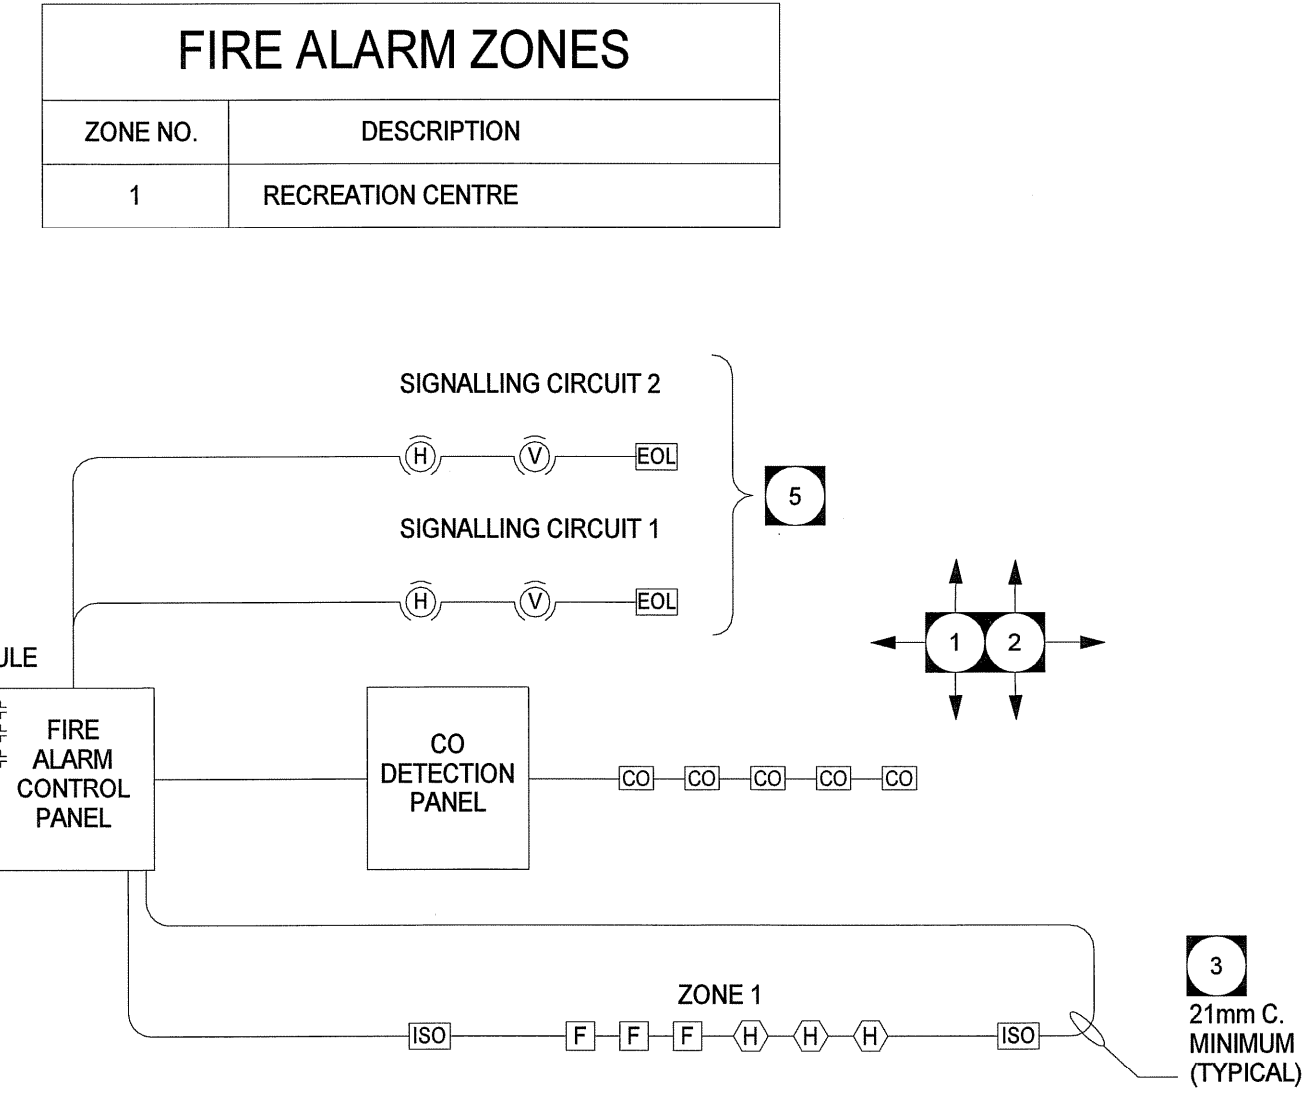 FIRE ALARM ZONES
ZONE NO. DESCRIPTION
1 RECREATION CENTRE
SIGNALLING CIRCUIT 2
H V EOL
5
SIGNALLING CIRCUIT 1
H V EOL
1 2
ULE
FIRE
ALARM
CONTROL
PANEL
CO
DETECTION
PANEL
CO CO CO CO CO
3
21mm C.
MINIMUM
(TYPICAL)
ZONE 1
ISO F F F H H H ISO